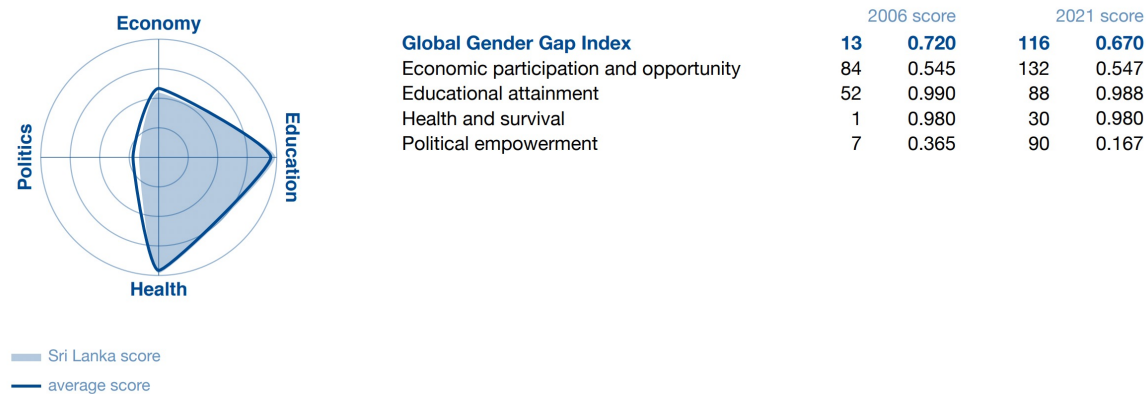 Economy
Politics
Education
Health
Sri Lanka score
average score
2006 score 2021 score
Global Gender Gap Index 13 0.720 116 0.670
Economic participation and opportunity 84 0.545 132 0.547
Educational attainment 52 0.990 88 0.988
Health and survival 1 0.980 30 0.980
Political empowerment 7 0.365 90 0.167